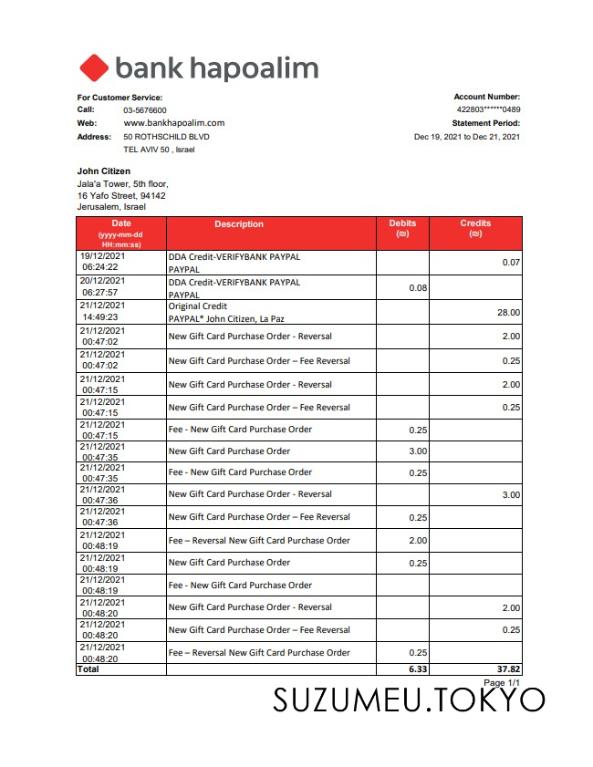 bank hapoalim
For Customer Service:
Call: 03-5676600
Web: www.bankhapoalim.com
Address: 50 ROTHSCHILD BLVD
TEL AVIV 50 , Israel
Account Number:
422803******0489
Statement Period:
Dec 19, 2021 to Dec 21, 2021
John Citizen
Jala'a Tower, 5th floor,
16 Yafo Street, 94142
Jerusalem, Israel
Date Description Debits Credits
(yyyy-mm-dd (₪) (₪)
HH:mm:ss)
19/12/2021 DDA Credit-VERIFYBANK PAYPAL
06:24:22 PAYPAL 0.07
20/12/2021 DDA Credit-VERIFYBANK PAYPAL
06:27:57 PAYPAL 0.08
21/12/2021 Original Credit
14:49:23 PAYPAL* John Citizen, La Paz 28.00
21/12/2021
00:47:02 New Gift Card Purchase Order - Reversal 2.00
21/12/2021
00:47:02 New Gift Card Purchase Order – Fee Reversal 0.25
21/12/2021
00:47:15 New Gift Card Purchase Order - Reversal 2.00
21/12/2021
00:47:15 New Gift Card Purchase Order – Fee Reversal 0.25
21/12/2021
00:47:15 Fee - New Gift Card Purchase Order 0.25
21/12/2021
00:47:35 New Gift Card Purchase Order 3.00
21/12/2021
00:47:35 Fee - New Gift Card Purchase Order 0.25
21/12/2021
00:47:36 New Gift Card Purchase Order - Reversal 3.00
21/12/2021
00:47:36 New Gift Card Purchase Order – Fee Reversal 0.25
21/12/2021
00:48:19 Fee – Reversal New Gift Card Purchase Order 2.00
21/12/2021
00:48:19 New Gift Card Purchase Order 0.25
21/12/2021
00:48:19 Fee - New Gift Card Purchase Order
21/12/2021
00:48:20 New Gift Card Purchase Order - Reversal 2.00
21/12/2021
00:48:20 New Gift Card Purchase Order – Fee Reversal 0.25
21/12/2021
00:48:20 Fee – Reversal New Gift Card Purchase Order 0.25
Total 6.33 37.82
Page 1/1
SUZUMEU.TOKYO